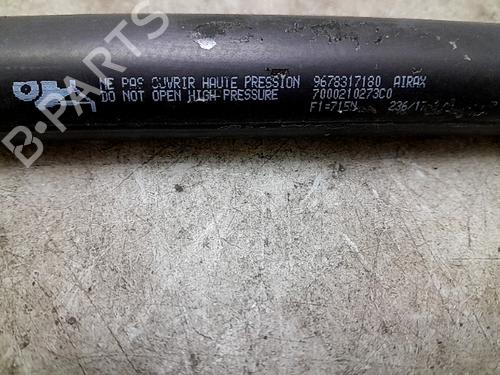 NE PAS OUVRIR HAUTE PRESSION 9678317180 AIRAX
DO NOT OPEN HIGH PRESSURE 7000210273C0
F1=715N
B-PARTS